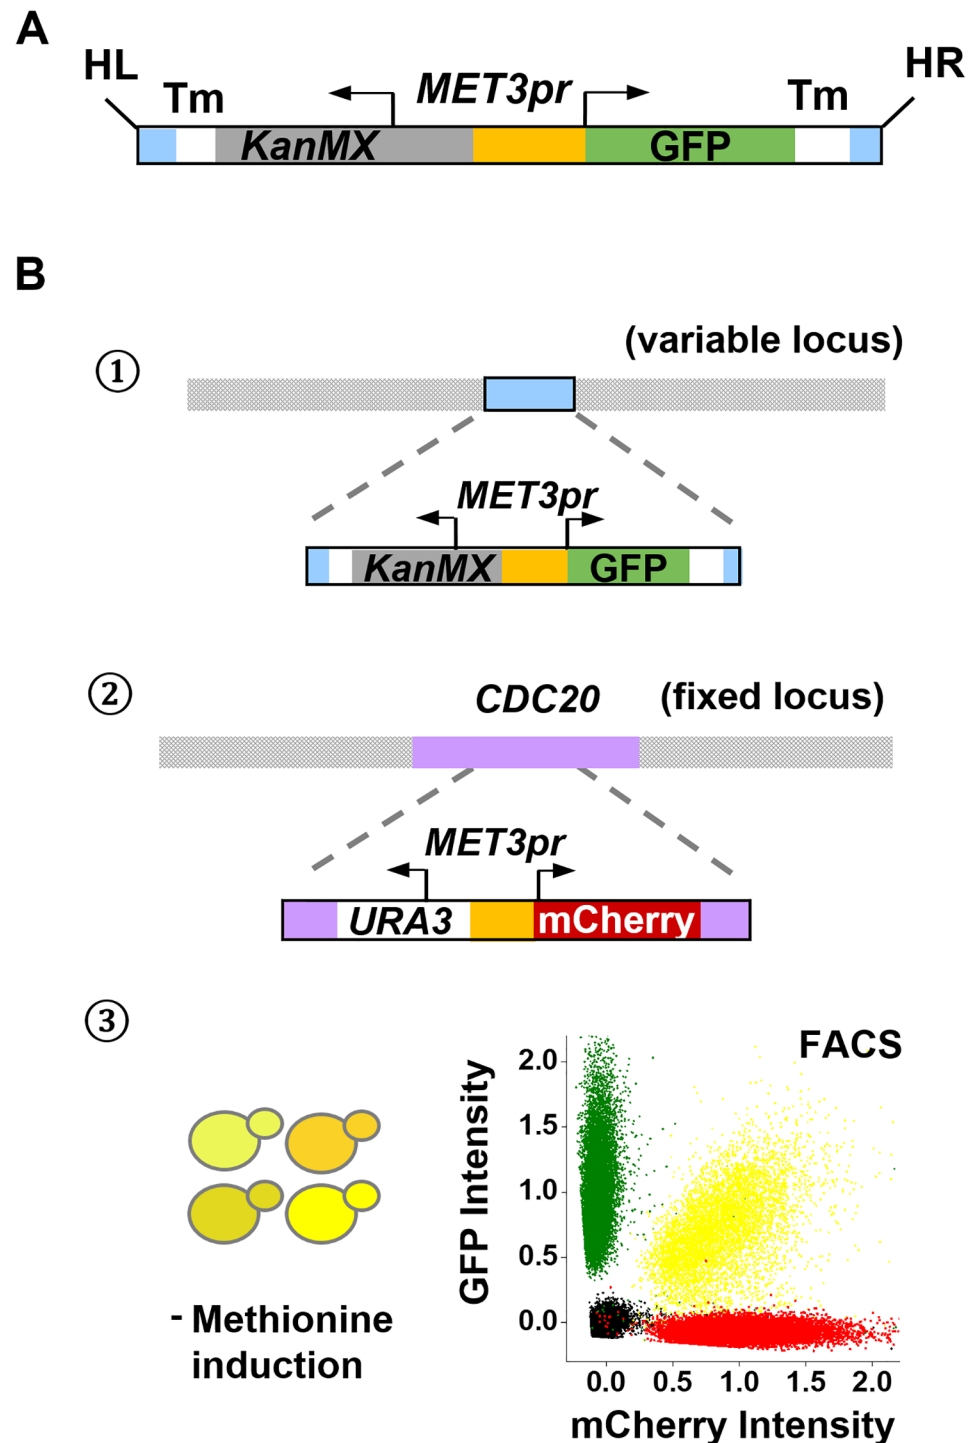 A
HL
Tm
MET3pr
Tm
HR
KanMX
GFP
B
①
(variable locus)
MET3pr
KanMX
GFP
②
CDC20
(fixed locus)
MET3pr
URA3
mCherry
③
- Methionine
induction
FACS
GFP Intensity
2.0
1.5
1.0
0.5
0.0
0.0 0.5 1.0 1.5 2.0
mCherry Intensity